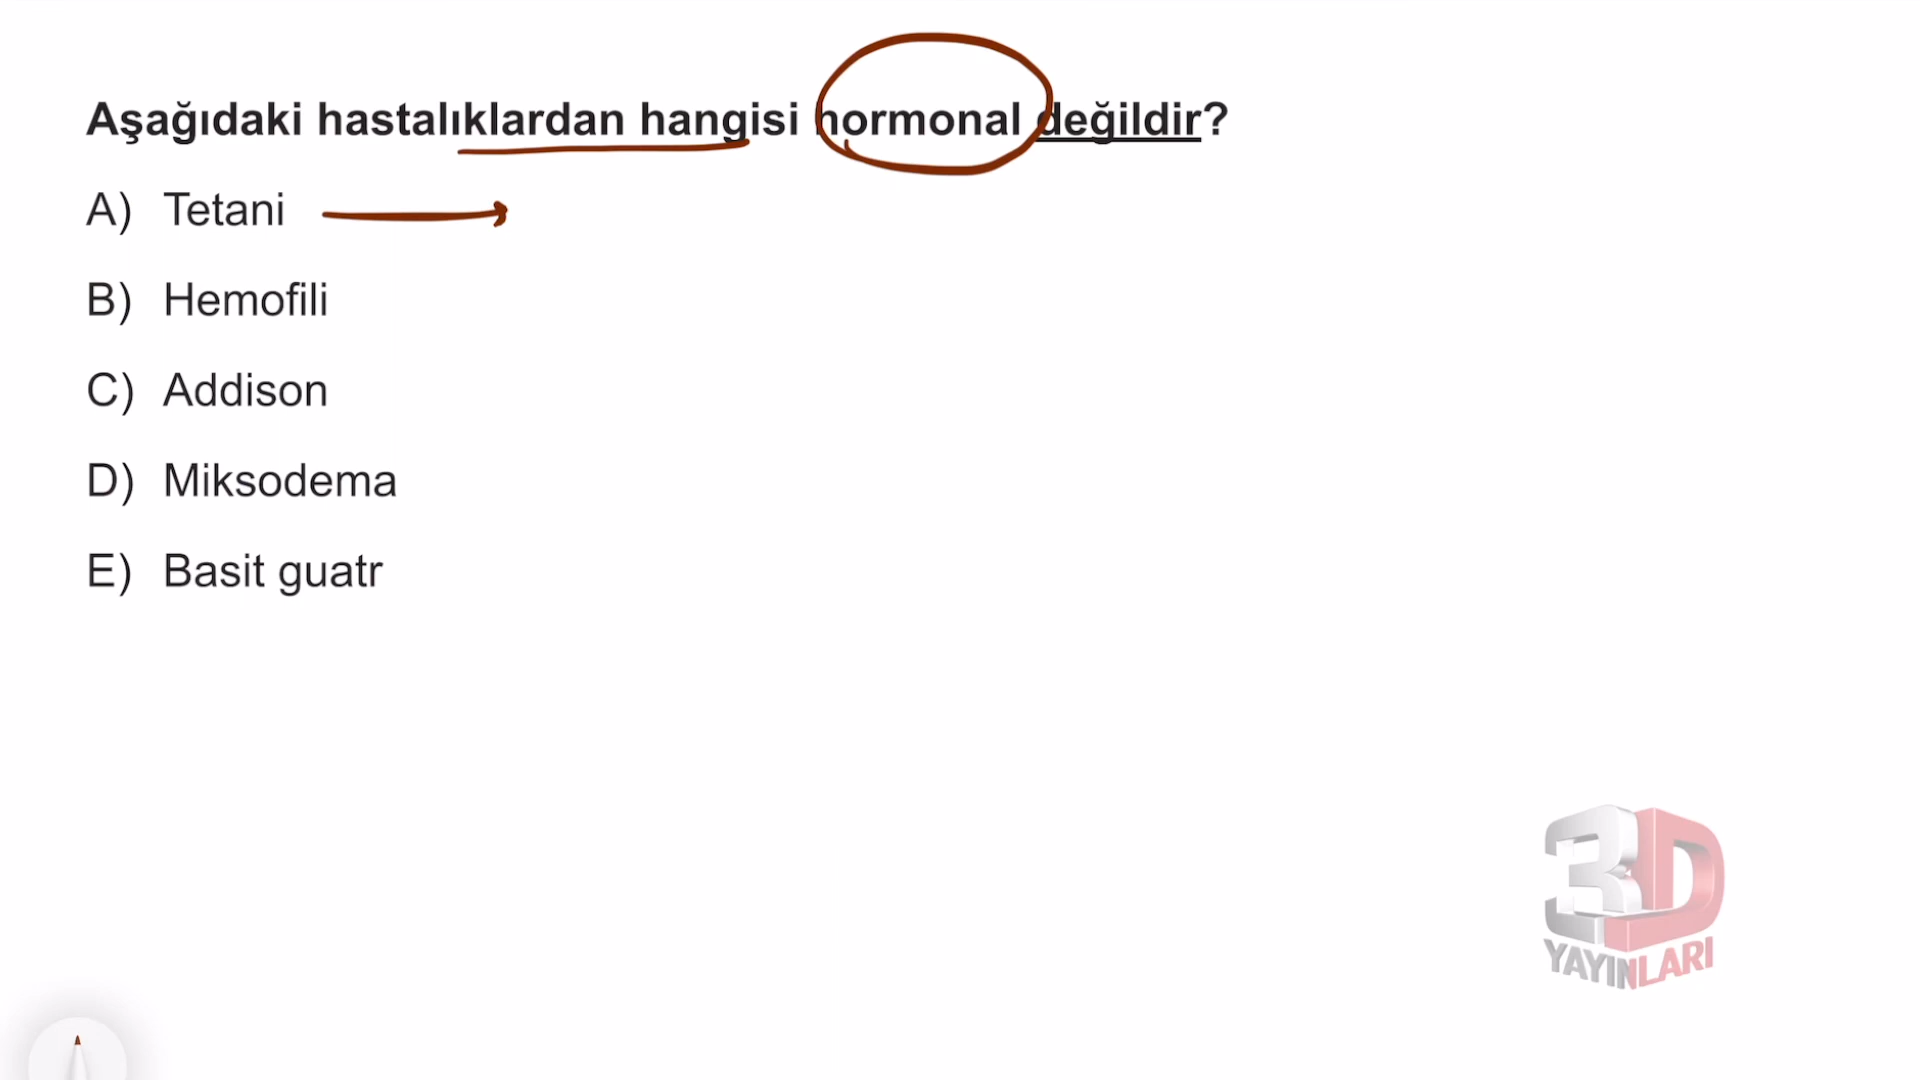 Aşağıdaki hastalıklardan hangisi hormonal değildir?
A) Tetani
B) Hemofili
C) Addison
D) Miksodema
E) Basit guatr
3D
YAYINLARI